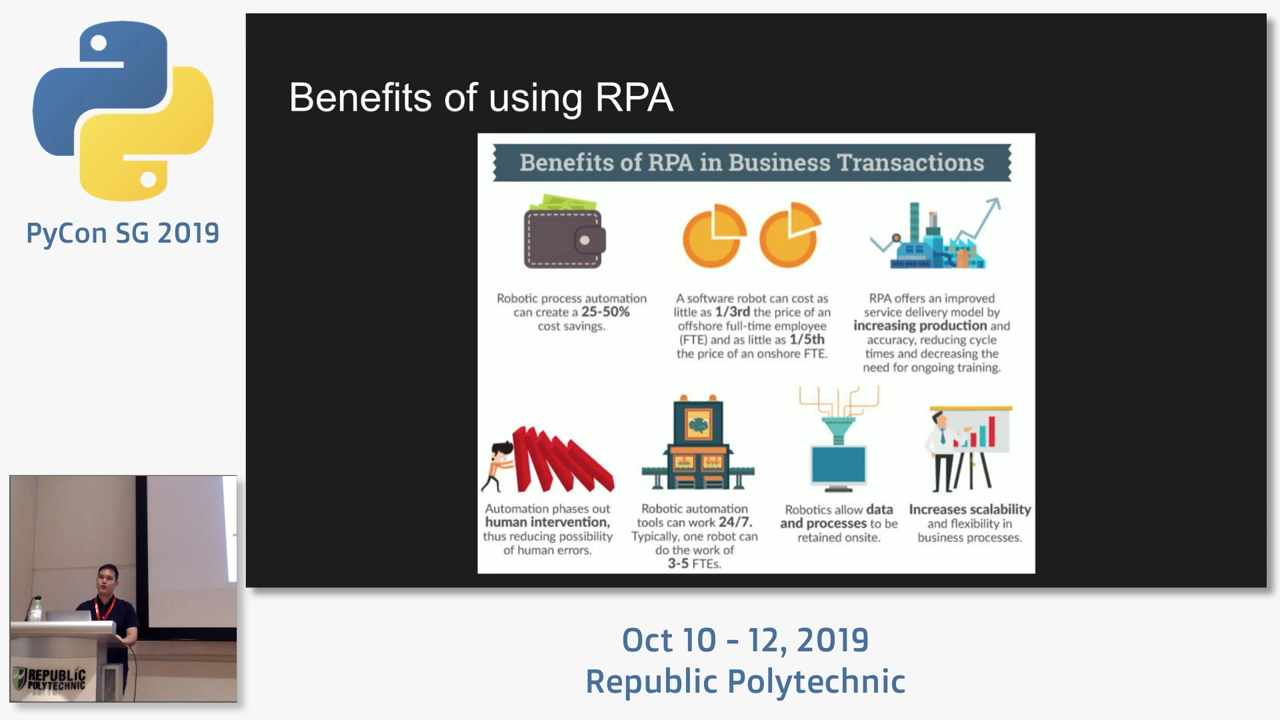 PyCon SG 2019
Benefits of using RPA
Benefits of RPA in Business Transactions
Robotic process automation
can create a 25-50%
cost savings.
A software robot can cost as
little as 1/3rd the price of an
offshore full-time employee
(FTE) and as little as 1/5th
the price of an onshore FTE.
RPA offers an improved
service delivery model by
increasing production and
accuracy, reducing cycle
times and decreasing the
need for ongoing training.
Automation phases out
human intervention,
thus reducing possibility
of human errors.
Robotic automation
tools can work 24/7.
Typically, one robot can
do the work of
3-5 FTEs.
Robotics allow data
and processes to be
retained onsite.
Increases scalability
and flexibility in
business processes.
REPUBLIC
POLYTECHNIC
Oct 10 - 12, 2019
Republic Polytechnic